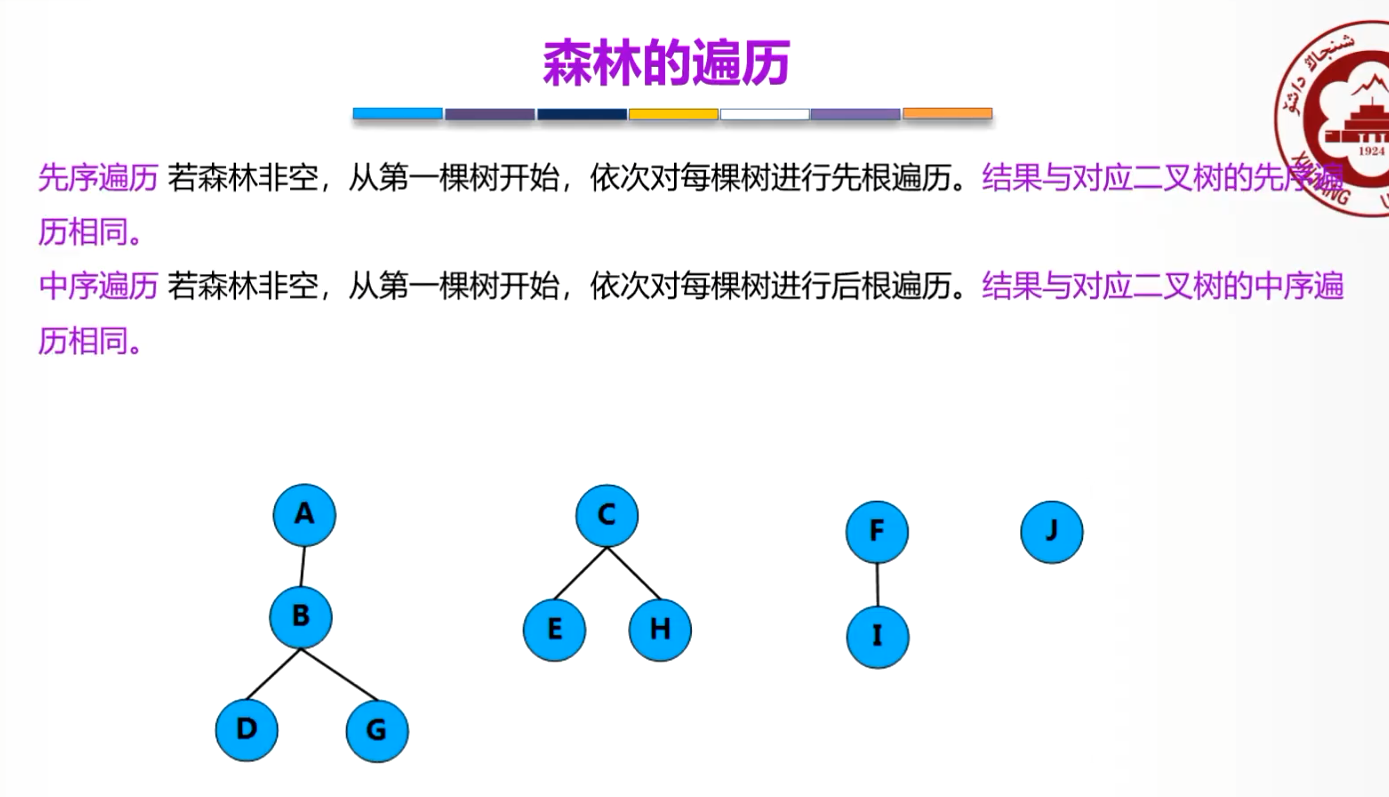 森林的遍历
先序遍历 若森林非空，从第一棵树开始，依次对每棵树进行先根遍历。结果与对应二叉树的先序遍
历相同。
中序遍历 若森林非空，从第一棵树开始，依次对每棵树进行后根遍历。结果与对应二叉树的中序遍
历相同。
1924
A
C
F
J
B
E
H
I
D
G